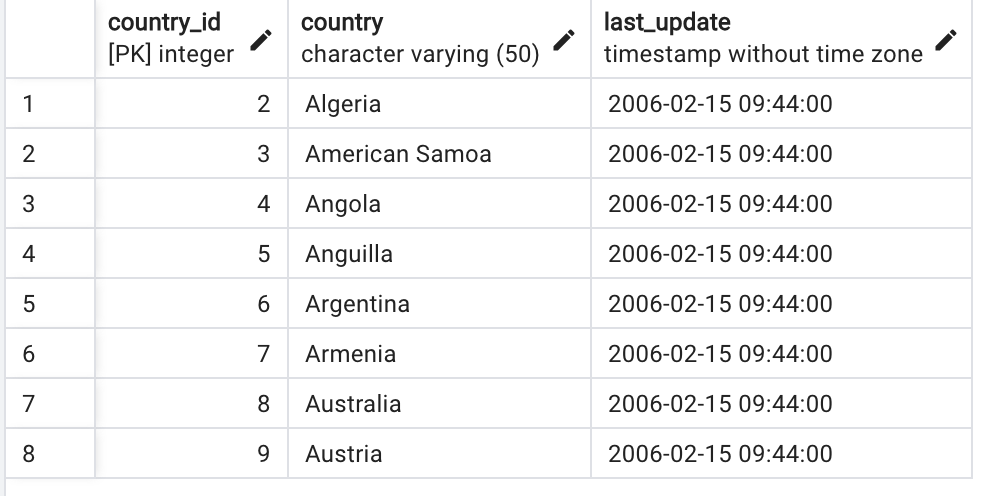 country_id country last_update
[PK] integer character varying (50) timestamp without time zone
1 2 Algeria 2006-02-15 09:44:00
2 3 American Samoa 2006-02-15 09:44:00
3 4 Angola 2006-02-15 09:44:00
4 5 Anguilla 2006-02-15 09:44:00
5 6 Argentina 2006-02-15 09:44:00
6 7 Armenia 2006-02-15 09:44:00
7 8 Australia 2006-02-15 09:44:00
8 9 Austria 2006-02-15 09:44:00